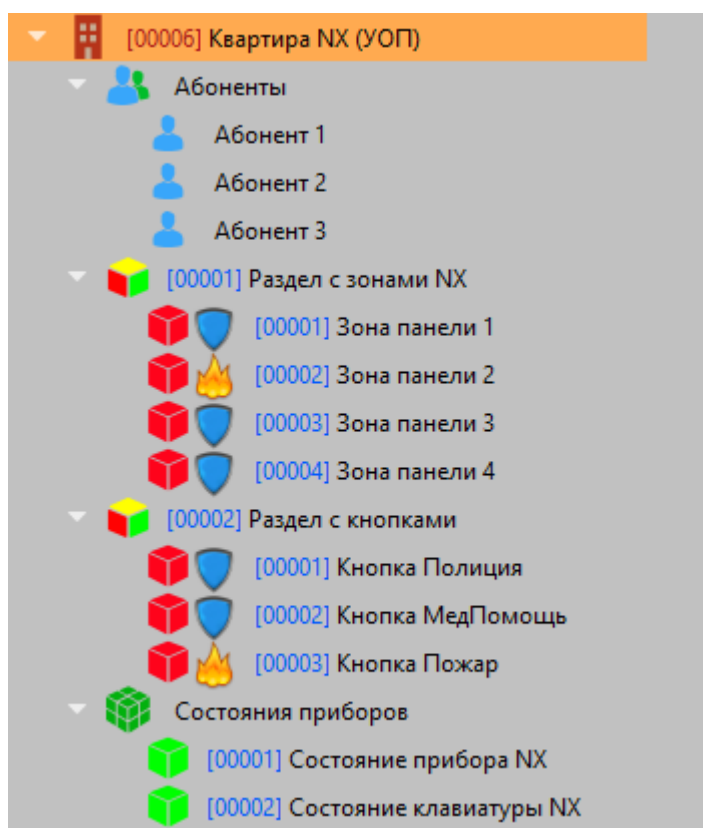 [00006] Квартира NX (УОП)
Абоненты
Абонент 1
Абонент 2
Абонент 3
[00001] Раздел с зонами NX
[00001] Зона панели 1
[00002] Зона панели 2
[00003] Зона панели 3
[00004] Зона панели 4
[00002] Раздел с кнопками
[00001] Кнопка Полиция
[00002] Кнопка МедПомощь
[00003] Кнопка Пожар
Состояния приборов
[00001] Состояние прибора NX
[00002] Состояние клавиатуры NX